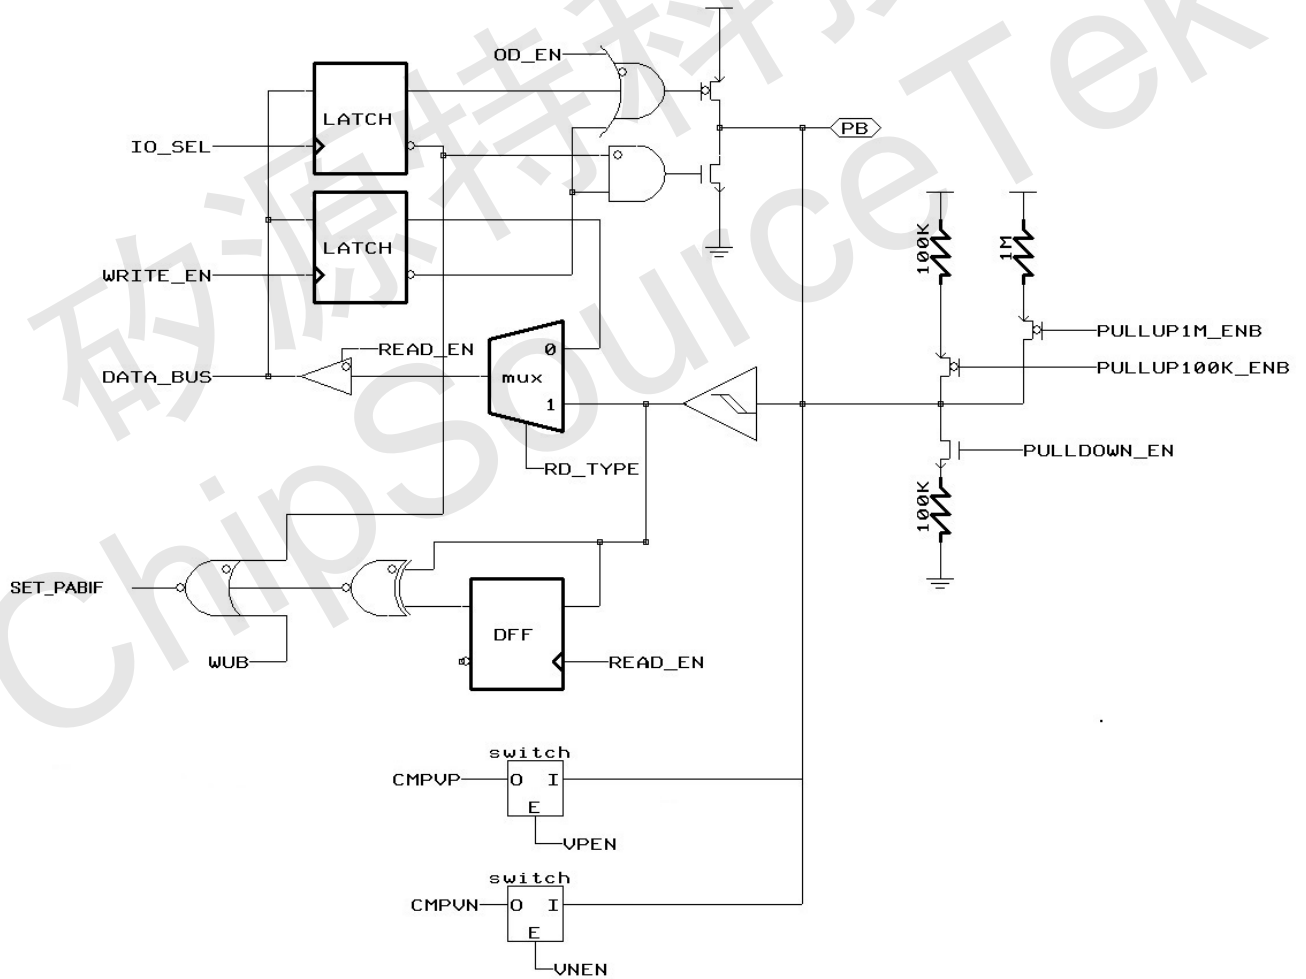 OD_EN
LATCH
IO_SEL
PB
LATCH
WRITE_EN
100K
1M
PULLUP1M_ENB
READ_EN
0
DATA_BUS
mux
PULLUP100K_ENB
1
PULLDOWN_EN
RD_TYPE
100K
SET_PABIF
DFF
WUB
READ_EN
switch
CMPVP
O I
E
VPEN
switch
CMPVN
O I
E
VNEN
矽源特科技
ChipSourceTek